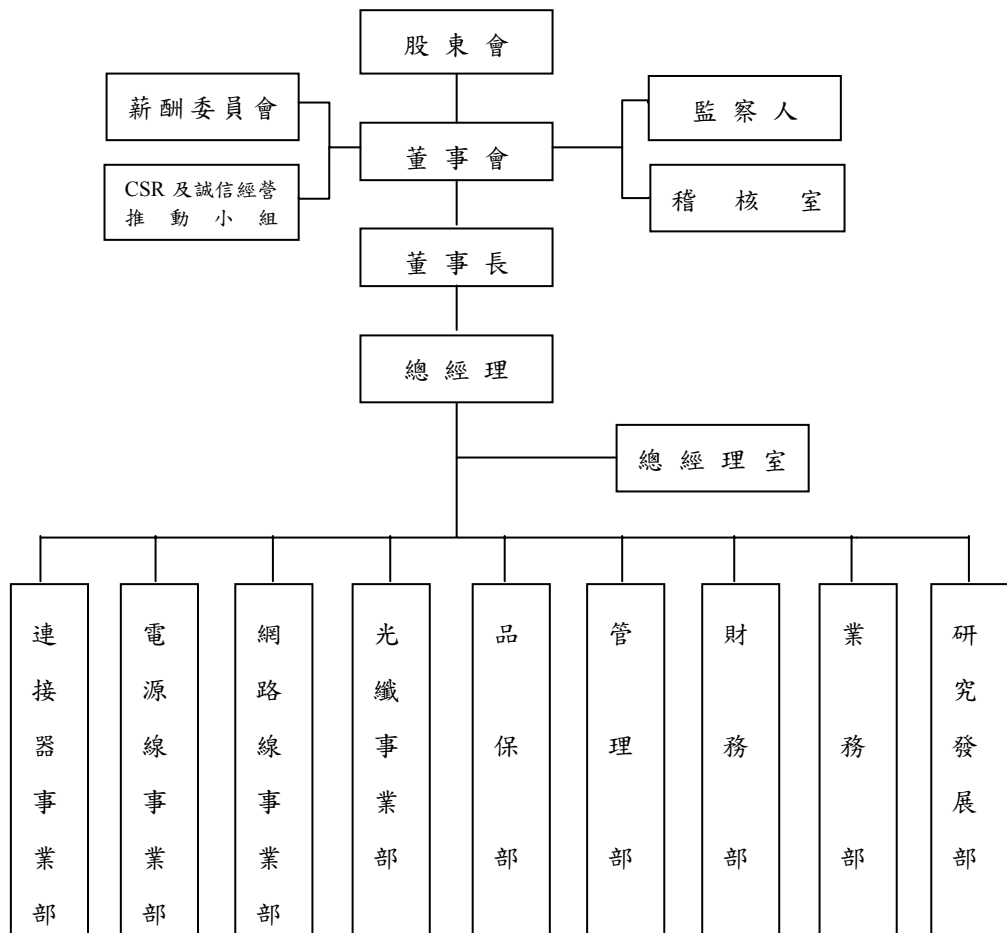 股東會
薪酬委員會
監察人
董事會
CSR 及誠信經營
推動小組
稽核室
董事長
總經理
總經理室
連接器事業部
電源線事業部
網路線事業部
光纖事業部
品保部
管理部
財務部
業務部
研究發展部